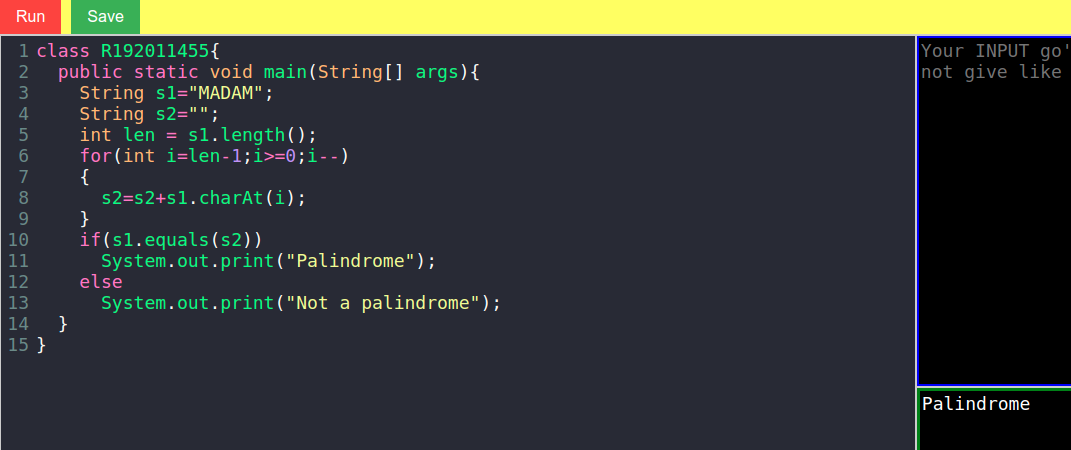 Run Save
1 class R192011455{
2   public static void main(String[] args){
3     String s1="MADAM";
4     String s2="";
5     int len = s1.length();
6     for(int i=len-1;i>=0;i--)
7     {
8       s2=s2+s1.charAt(i);
9     }
10     if(s1.equals(s2))
11       System.out.print("Palindrome");
12     else
13       System.out.print("Not a palindrome");
14   }
15 }
Your INPUT go'
not give like
Palindrome